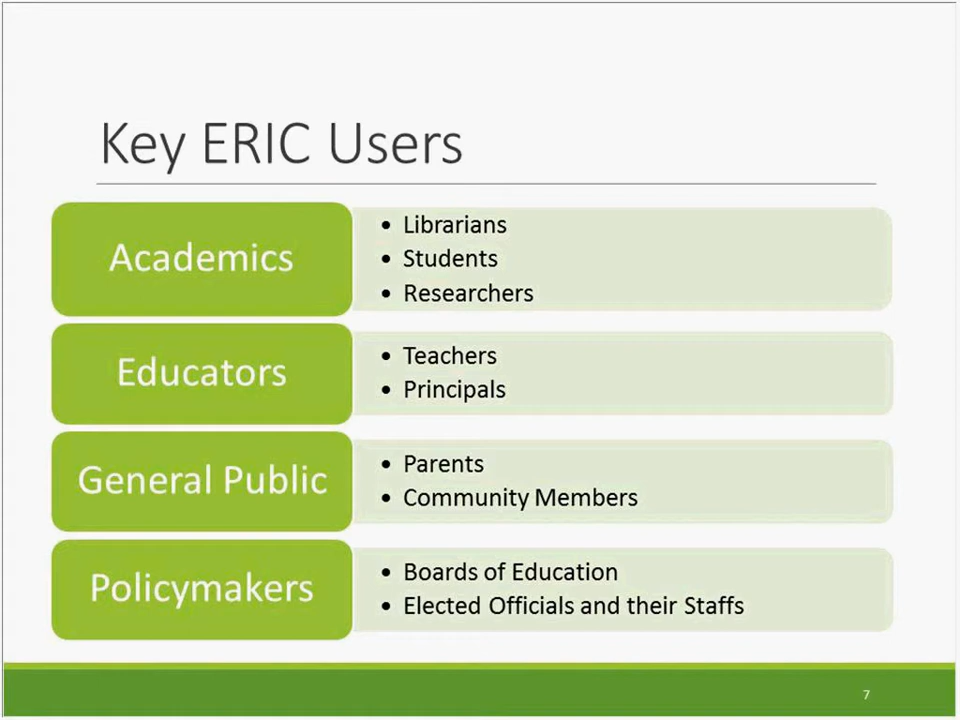 Key ERIC Users
Academics
• Librarians
• Students
• Researchers
Educators
• Teachers
• Principals
General Public
• Parents
• Community Members
Policymakers
• Boards of Education
• Elected Officials and their Staffs
7